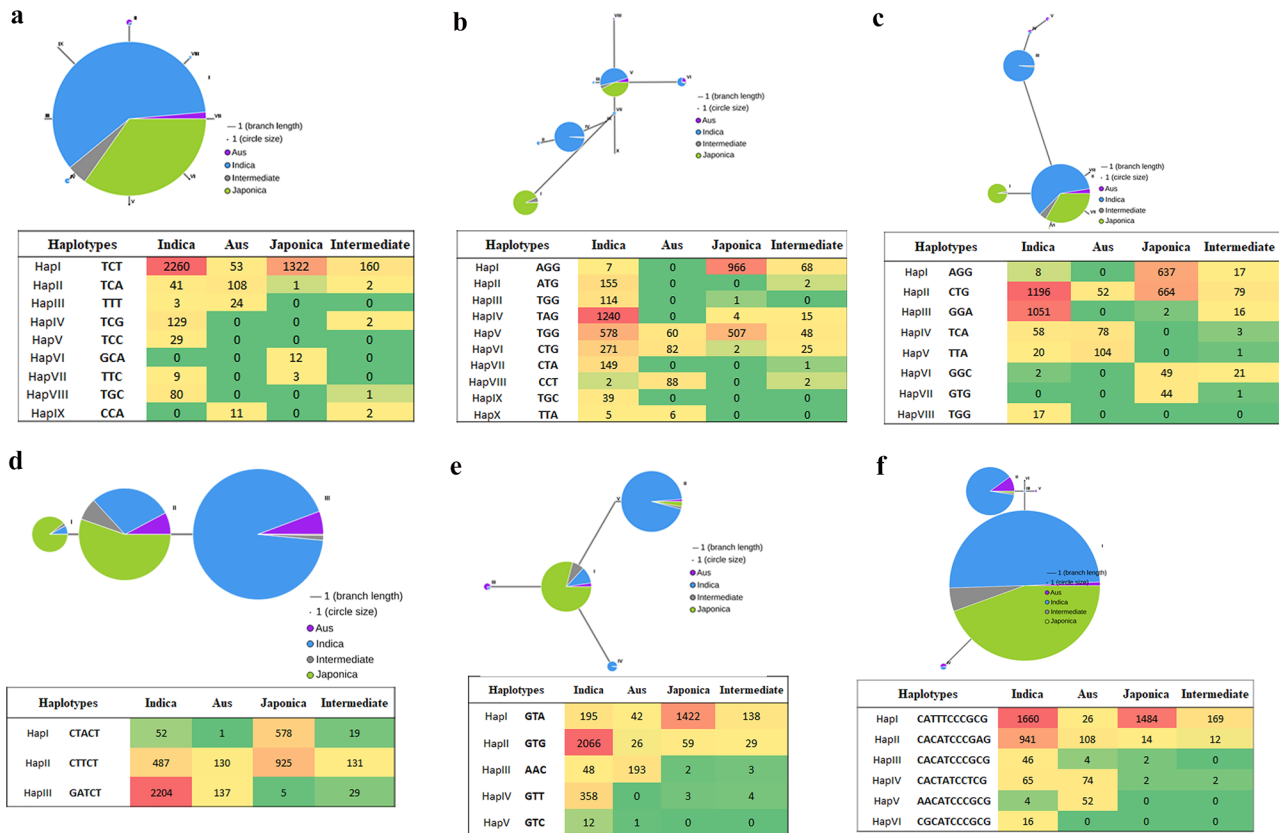 a
II
IX
VIII
I
III
VII
IV
VI
V
1 (branch length)
1 (circle size)
Aus
Indica
Intermediate
Japonica
Haplotypes Indica Aus Japonica Intermediate
HapI TCT 2260 53 1322 160
HapII TCA 41 108 1 2
HapIII TTT 3 24 0 0
HapIV TCG 129 0 0 2
HapV TCC 29 0 0 0
HapVI GCA 0 0 12 0
HapVII TTC 9 0 3 0
HapVIII TGC 80 0 0 1
HapIX CCA 0 11 0 2
b
VIII
V
III
VI
VII
IV
IX
II
X
I
1 (branch length)
1 (circle size)
Aus
Indica
Intermediate
Japonica
Haplotypes Indica Aus Japonica Intermediate
HapI AGG 7 0 966 68
HapII ATG 155 0 0 2
HapIII TGG 114 0 1 0
HapIV TAG 1240 0 4 15
HapV TGG 578 60 507 48
HapVI CTG 271 82 2 25
HapVII CTA 149 0 0 1
HapVIII CCT 2 88 0 2
HapIX TGC 39 0 0 0
HapX TTA 5 6 0 0
c
V
IV
III
VIII
II
I
VII
VI
1 (branch length)
1 (circle size)
Aus
Indica
Intermediate
Japonica
Haplotypes Indica Aus Japonica Intermediate
HapI AGG 8 0 637 17
HapII CTG 1196 52 664 79
HapIII GGA 1051 0 2 16
HapIV TCA 58 78 0 3
HapV TTA 20 104 0 1
HapVI GGC 2 0 49 21
HapVII GTG 0 0 44 1
HapVIII TGG 17 0 0 0
d
I
II
III
1 (branch length)
1 (circle size)
Aus
Indica
Intermediate
Japonica
Haplotypes Indica Aus Japonica Intermediate
HapI CTACT 52 1 578 19
HapII CTTCT 487 130 925 131
HapIII GATCT 2204 137 5 29
e
II
V
I
III
IV
1 (branch length)
1 (circle size)
Aus
Indica
Intermediate
Japonica
Haplotypes Indica Aus Japonica Intermediate
HapI GTA 195 42 1422 138
HapII GTG 2066 26 59 29
HapIII AAC 48 193 2 3
HapIV GTT 358 0 3 4
HapV GTC 12 1 0 0
f
II
VI
III
V
I
IV
1 (branch length)
1 (circle size)
Aus
Indica
Intermediate
Japonica
Haplotypes Indica Aus Japonica Intermediate
HapI CATTTCCCGCG 1660 26 1484 169
HapII CACATCCCGAG 941 108 14 12
HapIII CACATCCCGCG 46 4 2 0
HapIV CACTATCCTCG 65 74 2 2
HapV AACATCCCGCG 4 52 0 0
HapVI CGCATCCCGCG 16 0 0 0